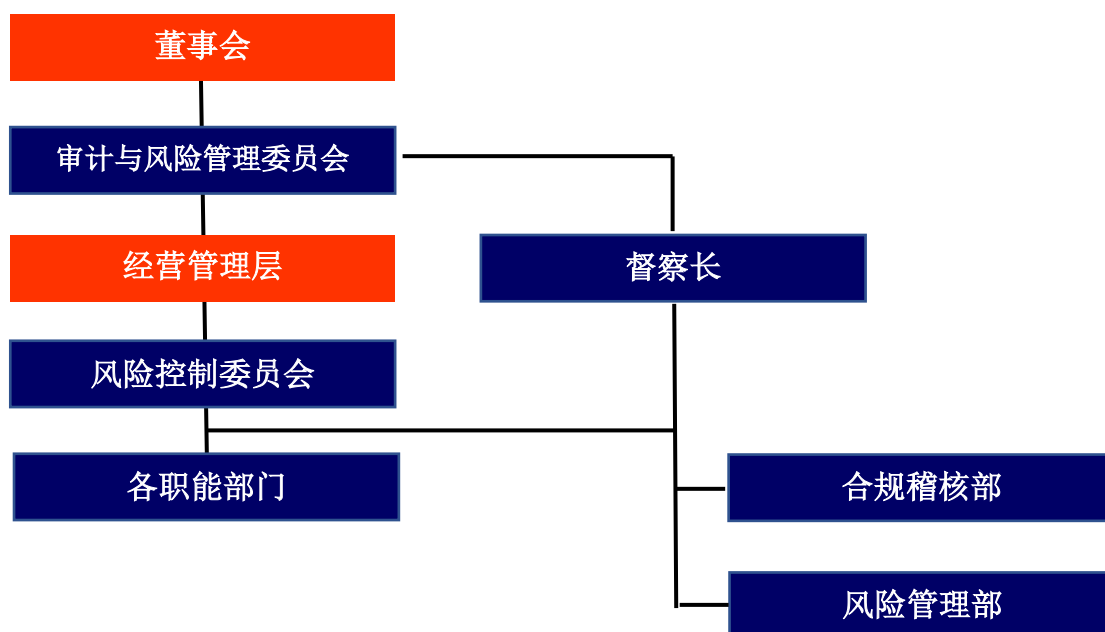 董事会
审计与风险管理委员会
经营管理层
督察长
风险控制委员会
各职能部门
合规稽核部
风险管理部